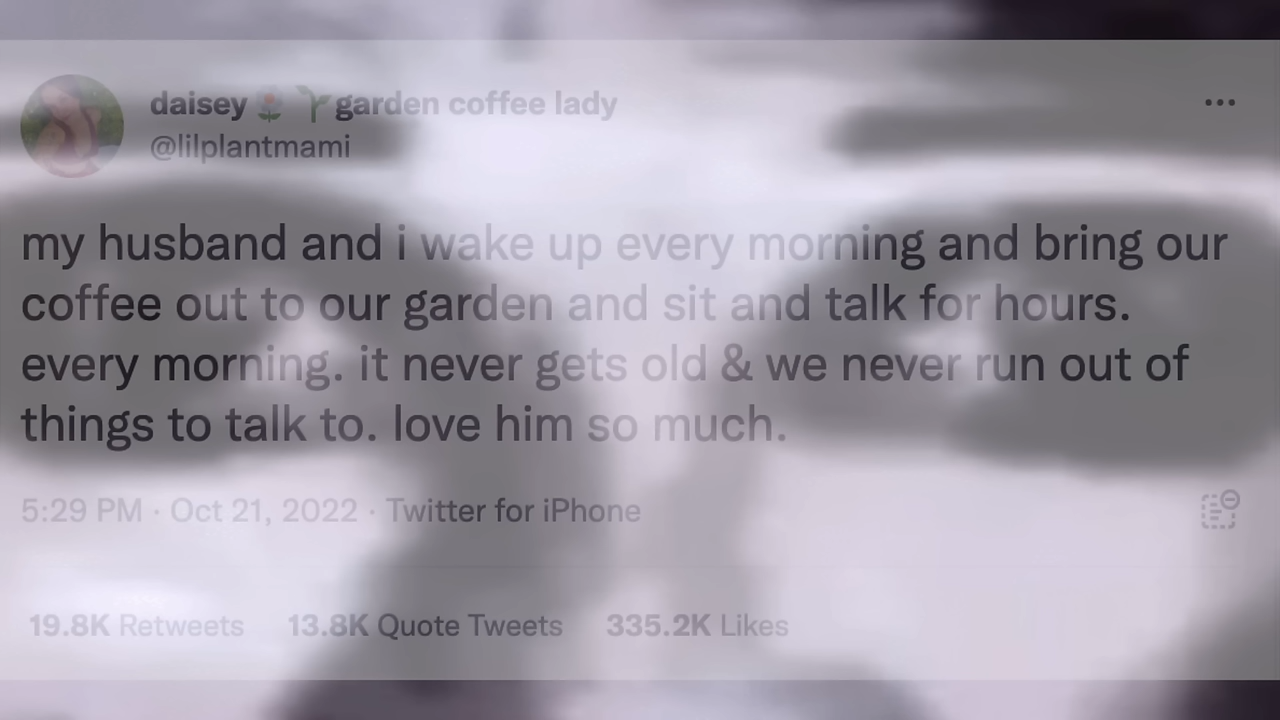 daisey🌷🌱garden coffee lady
@lilplantmami
my husband and i wake up every morning and bring our
coffee out to our garden and sit and talk for hours.
every morning. it never gets old & we never run out of
things to talk to. love him so much.
5:29 PM · Oct 21, 2022 · Twitter for iPhone
19.8K Retweets 13.8K Quote Tweets 335.2K Likes